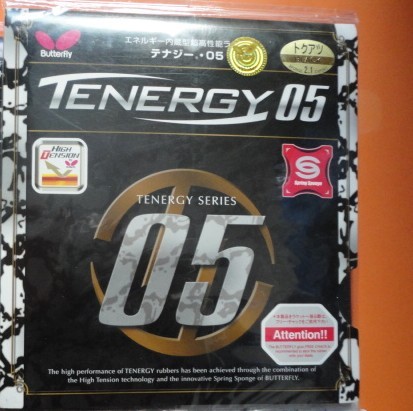 Butterfly
エネルギー内蔵型超高性能ラ
テナジー・05
トクアツ
2.1
TENERGY 05
HIGH
TENSION
S
Spring Sponge
TENERGY SERIES
05
Attention!!
The high performance of TENERGY rubbers has been achieved through the combination of
the High Tension technology and the innovative Spring Sponge of BUTTERFLY.